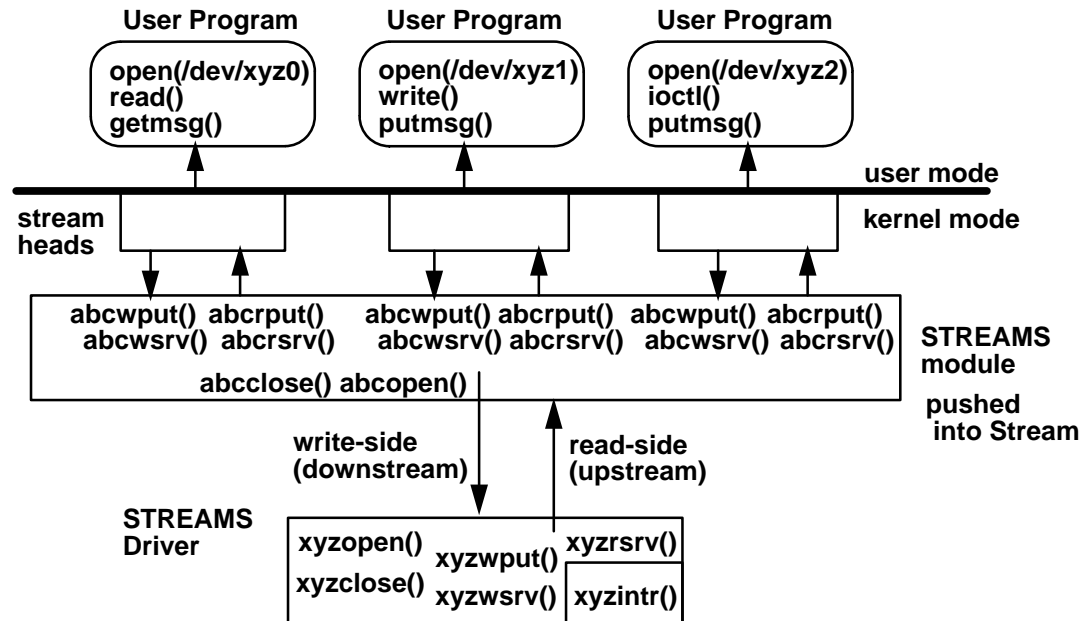 User Program
User Program
User Program
open(/dev/xyz0)
read()
getmsg()
open(/dev/xyz1)
write()
putmsg()
open(/dev/xyz2)
ioctl()
putmsg()
user mode
stream
heads
kernel mode
abcwput() abcrput()
abcwsrv() abcrsrv()
abcwput() abcrput()
abcwsrv() abcrsrv()
abcwput() abcrput()
abcwsrv() abcrsrv()
abcclose() abcopen()
STREAMS
module
pushed
into Stream
write-side
(downstream)
read-side
(upstream)
STREAMS
Driver
xyzopen()
xyzclose()
xyzwput()
xyzwsrv()
xyzrsrv()
xyzintr()